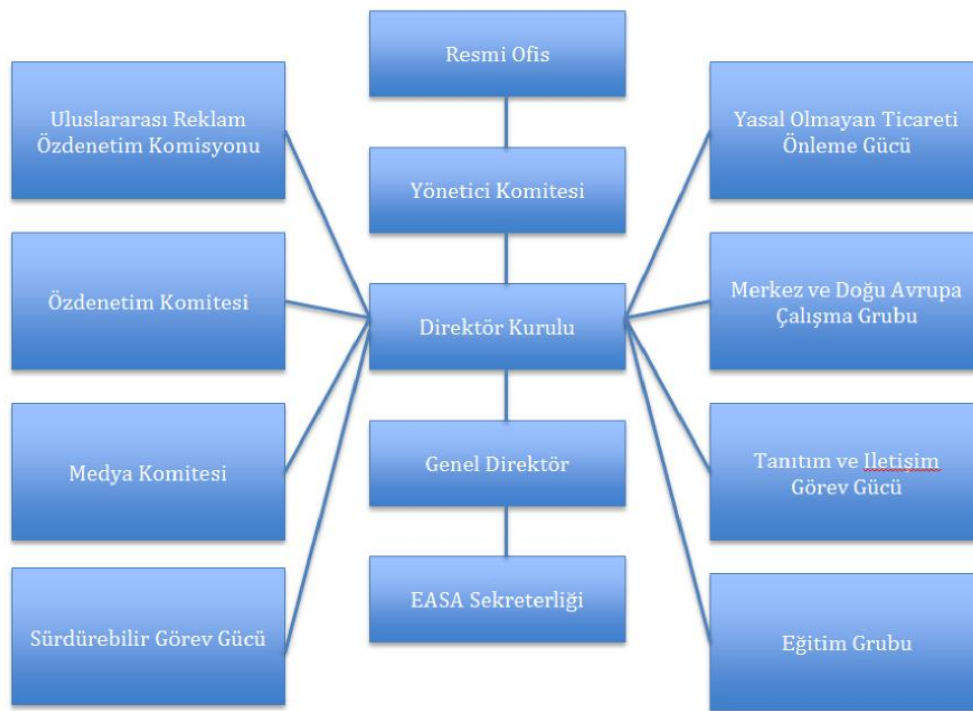 Resmi Ofis
Uluslararası Reklam
Özdenetim Komisyonu
Yasal Olmayan Ticareti
Önleme Gücü
Yönetici Komitesi
Özdenetim Komitesi
Merkez ve Doğu Avrupa
Çalışma Grubu
Direktör Kurulu
Medya Komitesi
Genel Direktör
Tanıtım ve Iletişim
Görev Gücü
Sürdürebilir Görev Gücü
EASA Sekreterliği
Eğitim Grubu